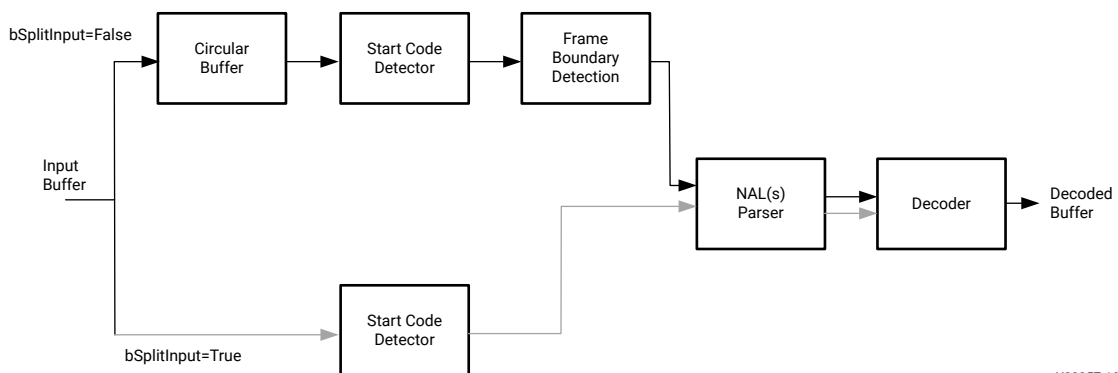 bSplitInput=False
Circular
Buffer
Start Code
Detector
Frame
Boundary
Detection
Input
Buffer
NAL(s)
Parser
Decoder
Decoded
Buffer
Start Code
Detector
bSplitInput=True